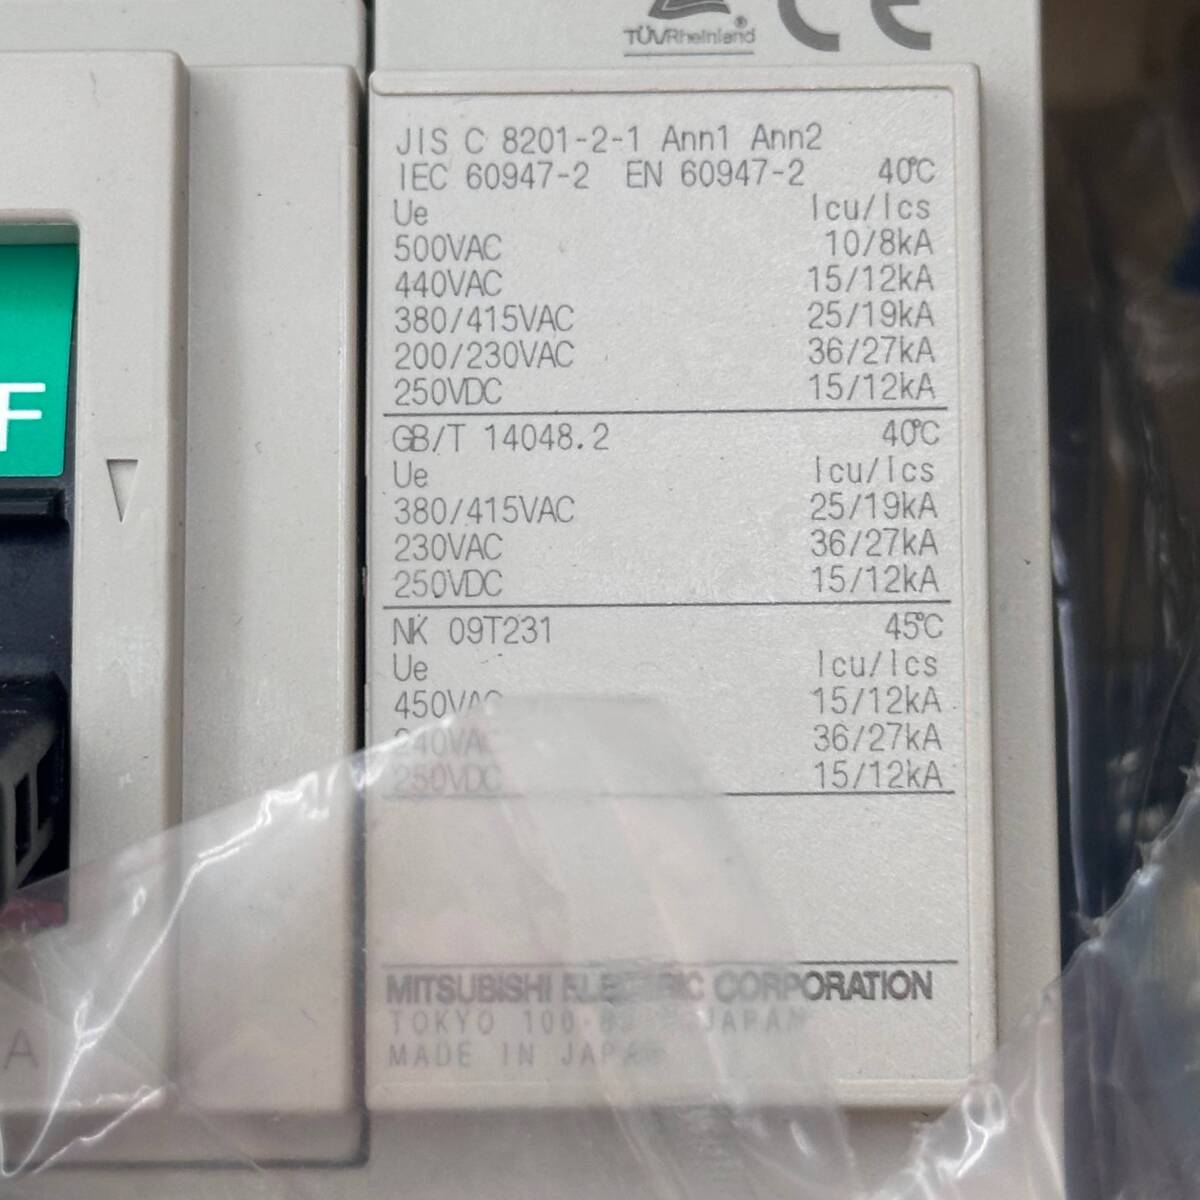 TÜVRheinland®
CE
JIS C 8201-2-1 Ann1 Ann2
IEC 60947-2 EN 60947-2 40℃
Ue Icu/Ics
500VAC 10/8kA
440VAC 15/12kA
380/415VAC 25/19kA
200/230VAC 36/27kA
250VDC 15/12kA
GB/T 14048.2 40℃
Ue Icu/Ics
380/415VAC 25/19kA
230VAC 36/27kA
250VDC 15/12kA
NK 09T231 45℃
Ue Icu/Ics
450VAC 15/12kA
240VAC 36/27kA
250VDC 15/12kA
MITSUBISHI ELECTRIC CORPORATION
TOKYO JAPAN
MADE IN JAPAN
F
A